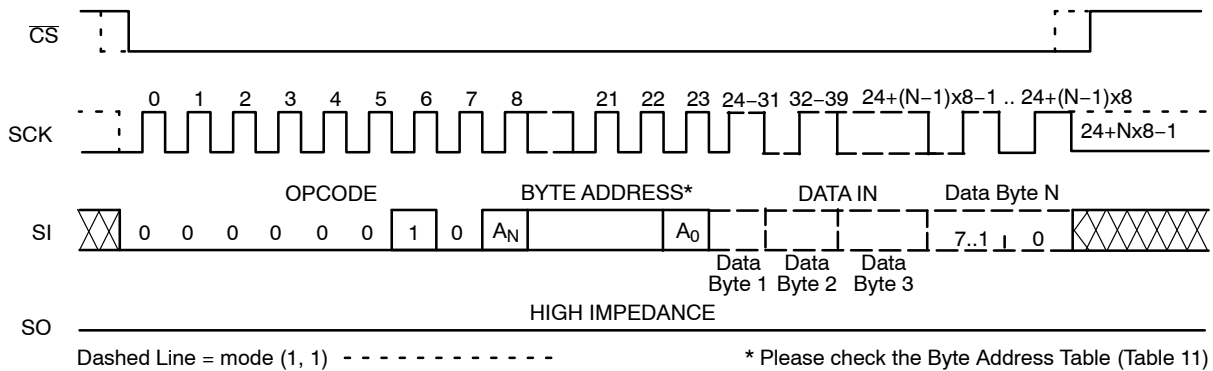 CS
0 1 2 3 4 5 6 7 8 21 22 23 24–31 32–39 24+(N–1)x8–1 .. 24+(N–1)x8
SCK
24+Nx8–1
OPCODE BYTE ADDRESS* DATA IN Data Byte N
SI
0 0 0 0 0 0 1 0 AN A0 7..1 0
Data Byte 1
Data Byte 2
Data Byte 3
HIGH IMPEDANCE
SO
Dashed Line = mode (1, 1) * Please check the Byte Address Table (Table 11)